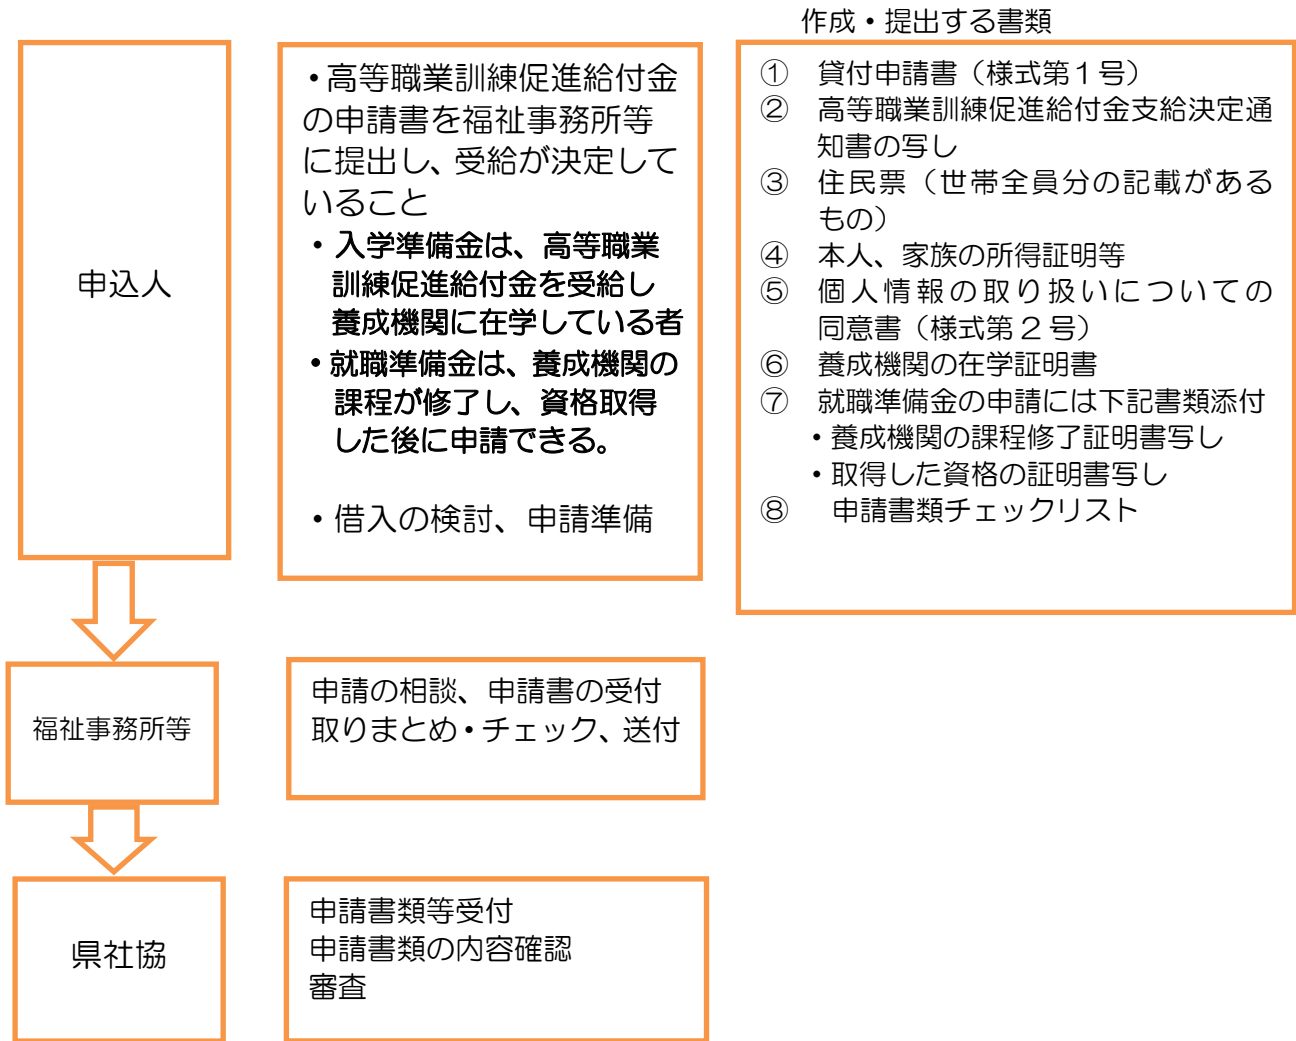 作成・提出する書類
申込人
・高等職業訓練促進給付金
の申請書を福祉事務所等
に提出し、受給が決定して
いること
・入学準備金は、高等職業
訓練促進給付金を受給し
養成機関に在学している者
・就職準備金は、養成機関の
課程が修了し、資格取得
した後に申請できる。
・借入の検討、申請準備
① 貸付申請書（様式第１号）
② 高等職業訓練促進給付金支給決定通
知書の写し
③ 住民票（世帯全員分の記載がある
もの）
④ 本人、家族の所得証明等
⑤ 個人情報の取り扱いについての
同意書（様式第２号）
⑥ 養成機関の在学証明書
⑦ 就職準備金の申請には下記書類添付
・養成機関の課程修了証明書写し
・取得した資格の証明書写し
⑧ 申請書類チェックリスト
福祉事務所等
申請の相談、申請書の受付
取りまとめ・チェック、送付
県社協
申請書類等受付
申請書類の内容確認
審査